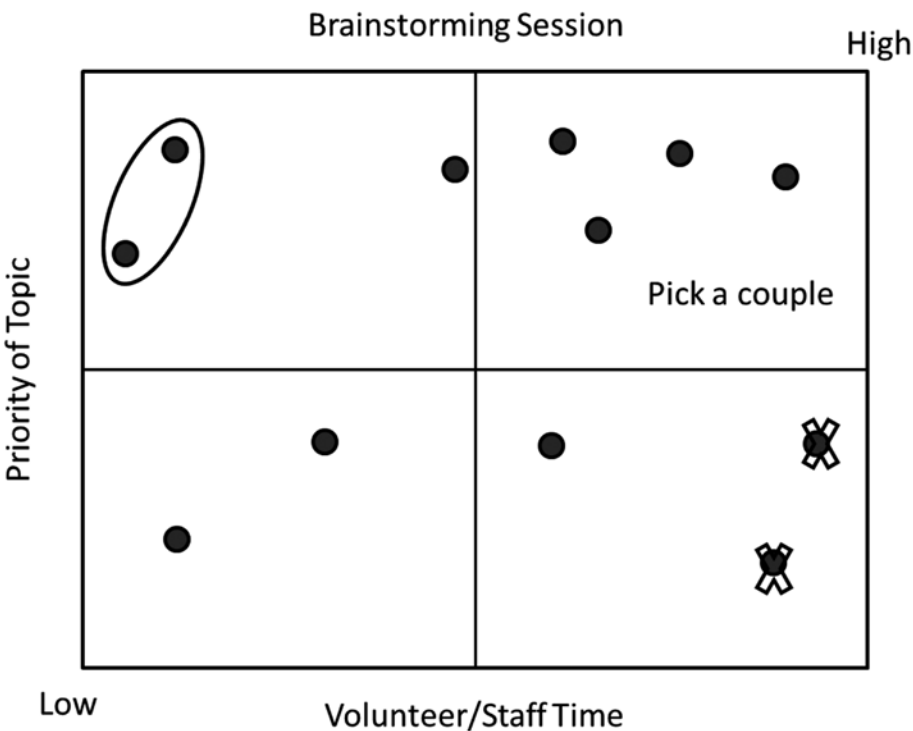 Brainstorming Session
High
Priority of Topic
Pick a couple
Low
Volunteer/Staff Time